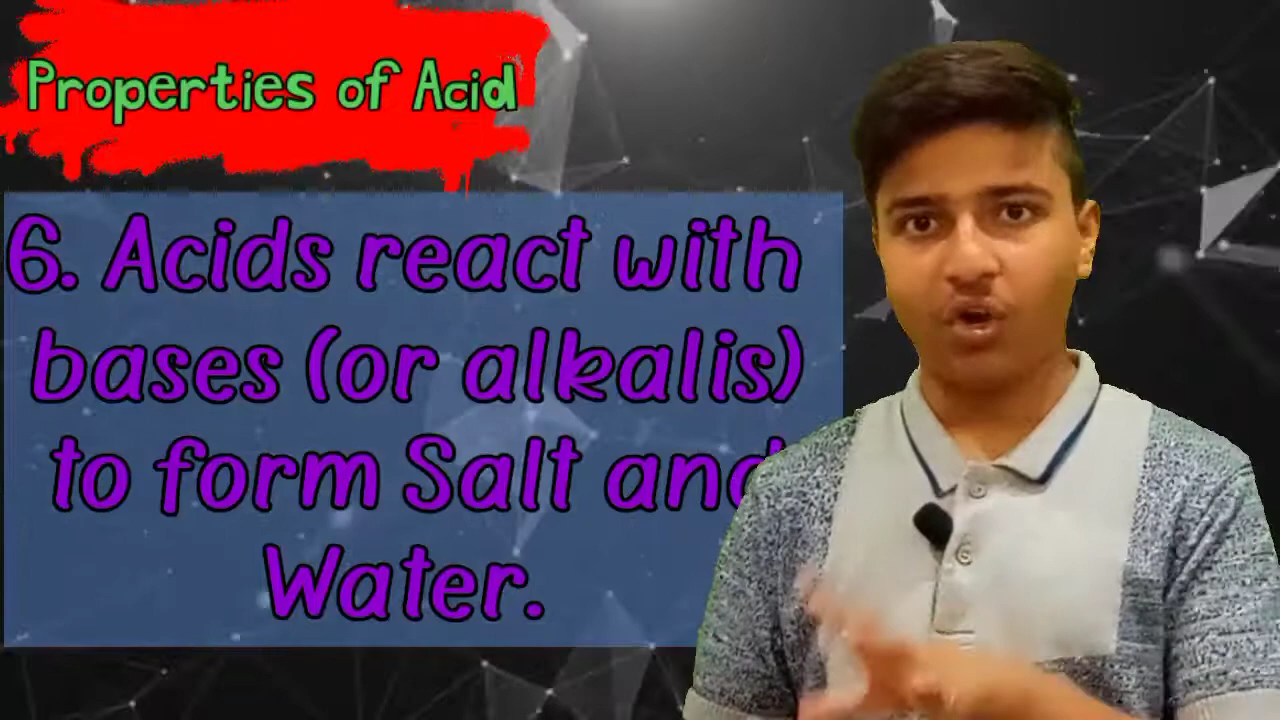 Properties of Acid
6. Acids react with
bases (or alkalis)
to form Salt and
Water.